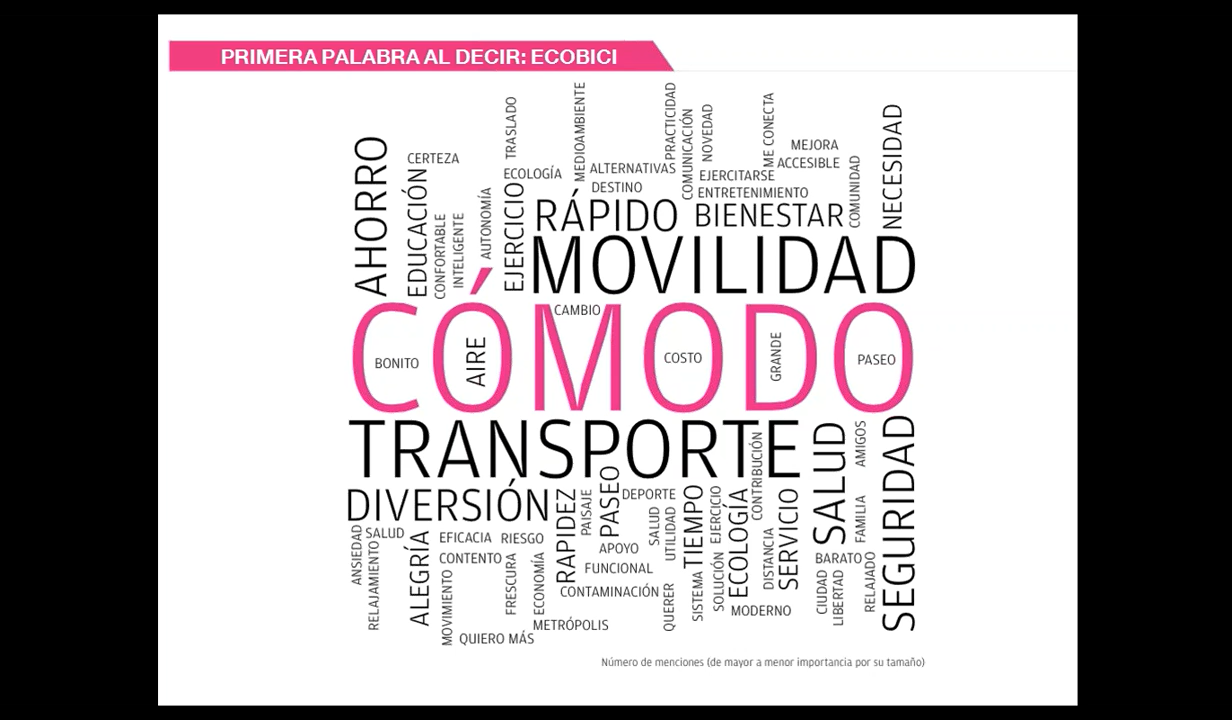 PRIMERA PALABRA AL DECIR: ECOBICI
AHORRO
CERTEZA
EDUCACIÓN
CONFORTABLE
INTELIGENTE
AUTONOMÍA
TRASLADO
ECOLOGÍA
EJERCICIO
MEDIOAMBIENTE
ALTERNATIVAS
DESTINO
PRACTICIDAD
COMUNICACIÓN
NOVEDAD
EJERCITARSE
ENTRETENIMIENTO
ME CONECTA
MEJORA
ACCESIBLE
COMUNIDAD
NECESIDAD
RÁPIDO
BIENESTAR
MOVILIDAD
CÓMODO
BONITO
AIRE
CAMBIO
COSTO
GRANDE
PASEO
TRANSPORTE
CONTRIBUCIÓN
SALUD
AMIGOS
SEGURIDAD
DIVERSIÓN
RAPIDEZ
PAISAJE
PASEO
DEPORTE
SALUD
UTILIDAD
TIEMPO
EJERCICIO
ECOLOGÍA
SERVICIO
FAMILIA
ANSIEDAD
SALUD
RELAJAMIENTO
ALEGRÍA
EFICACIA
RIESGO
CONTENTO
MOVIMIENTO
FRESCURA
ECONOMÍA
APOYO
FUNCIONAL
CONTAMINACIÓN
QUERER
SISTEMA
SOLUCIÓN
DISTANCIA
MODERNO
BARATO
CIUDAD
LIBERTAD
RELAJADO
METRÓPOLIS
QUIERO MÁS
Número de menciones (de mayor a menor importancia por su tamaño)